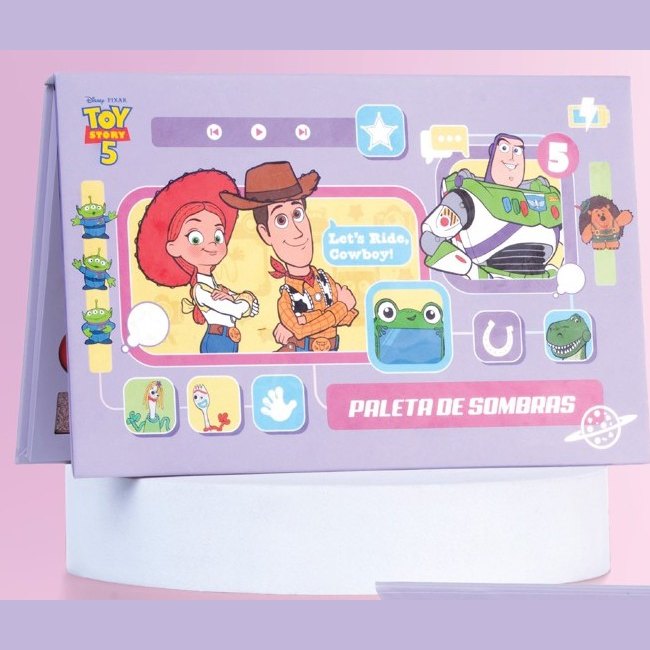 Disney PIXAR
TOY
STORY
5
5
Let's Ride,
Cowboy!
PALETA DE SOMBRAS